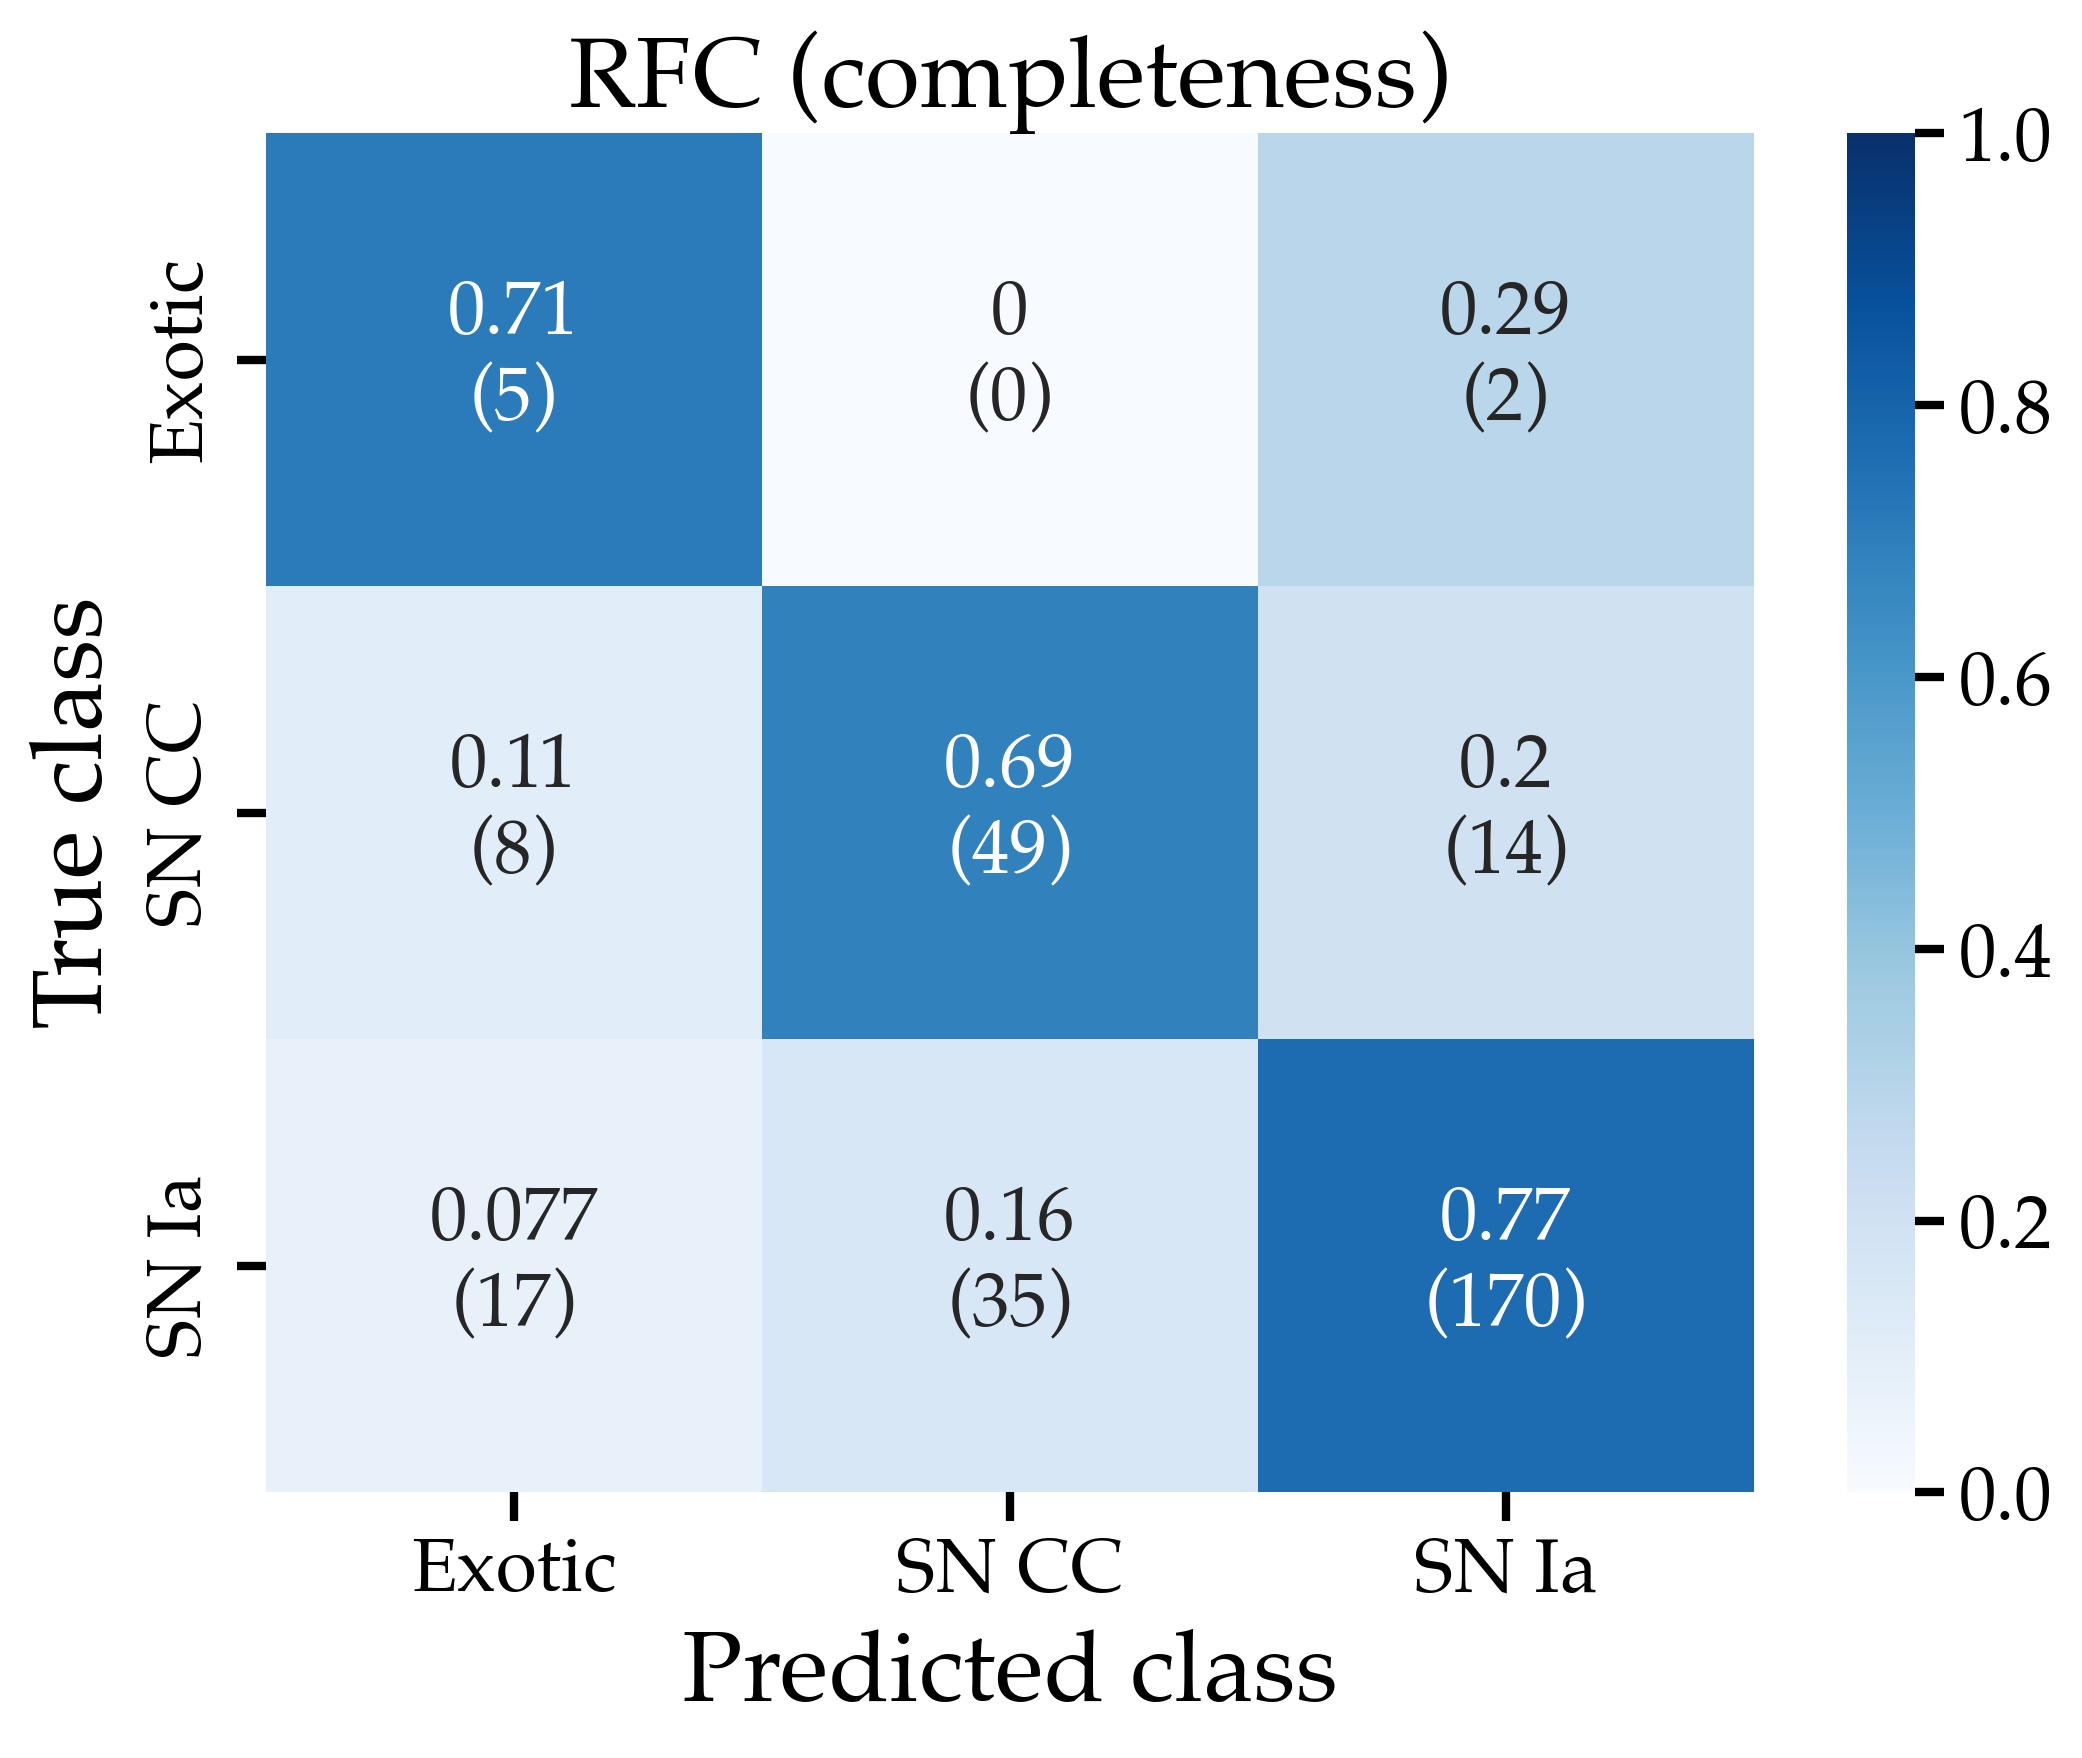 RFC (completeness)
True class
Exotic
0.71
(5)
0
(0)
0.29
(2)
SN CC
0.11
(8)
0.69
(49)
0.2
(14)
SN Ia
0.077
(17)
0.16
(35)
0.77
(170)
Exotic
SN CC
SN Ia
Predicted class
1.0
0.8
0.6
0.4
0.2
0.0